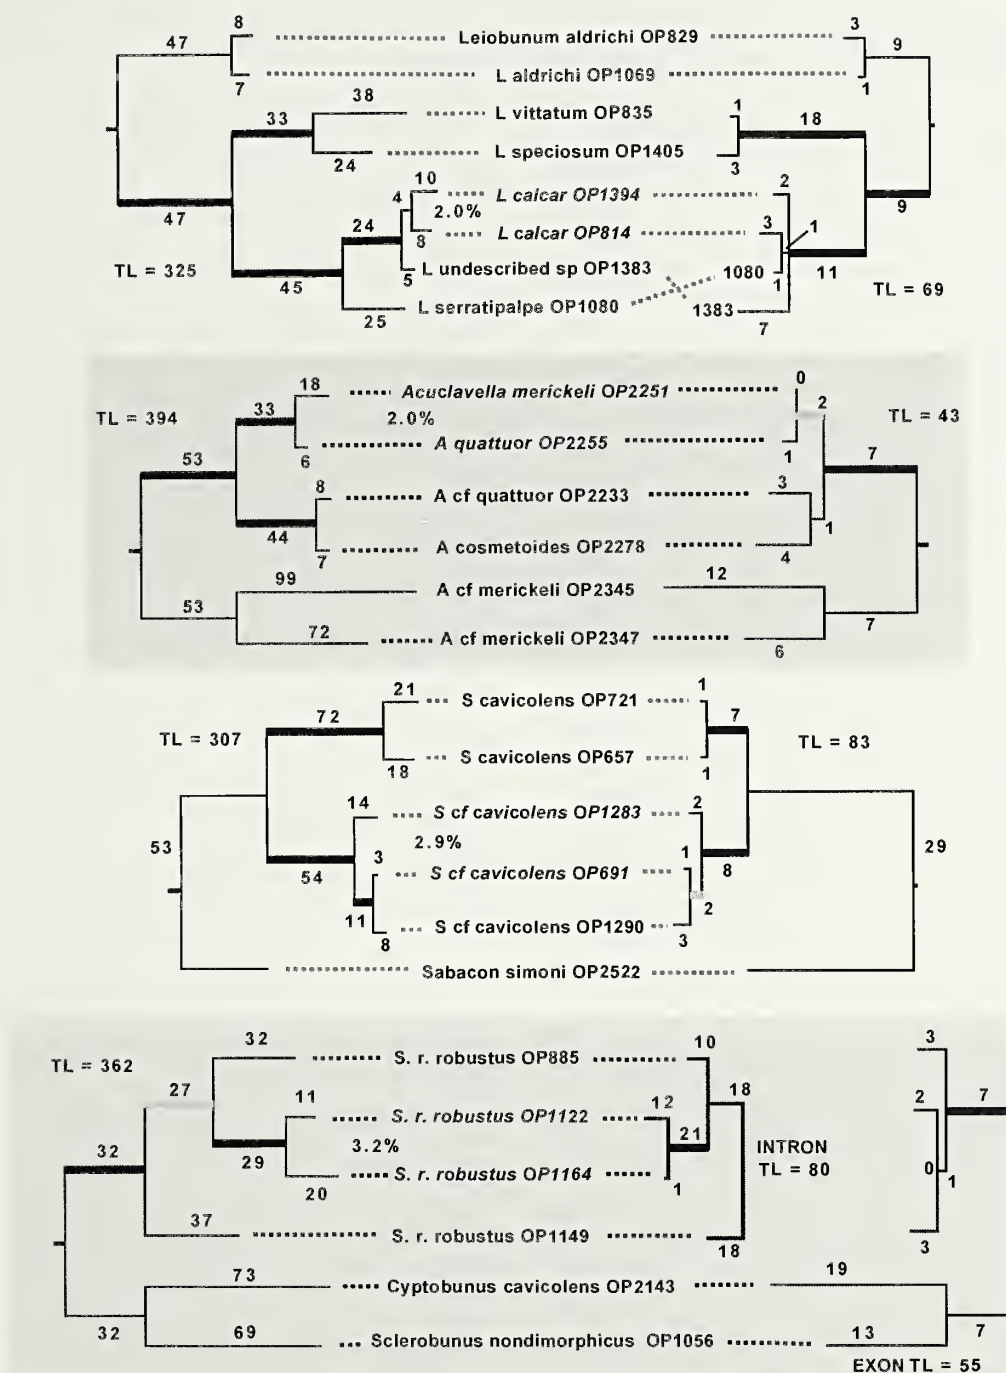 8
3
47
Leiobunum aldrichi OP829
9
L aldrichi OP1069
7
1
38
33
L vittatum OP835
1
18
24
L speciosum OP1405
3
10
L calcar OP1394
2
4
2.0%
47
24
8
L calcar OP814
3
1
9
TL = 325
45
5
L undescribed sp OP1383
1080
1
11
TL = 69
25
L serratipalpe OP1080
1383
7
0
18
Acuclavella merickeli OP2251
TL = 394
33
2.0%
2
TL = 43
53
6
A quattuor OP2255
1
7
8
A cf quattuor OP2233
3
44
7
A cosmetoides OP2278
4
1
99
A cf merickeli OP2345
12
53
72
A cf merickeli OP2347
6
7
21
S cavicolens OP721
1
72
7
TL = 307
TL = 83
18
S cavicolens OP657
1
14
S cf cavicolens OP1283
2
53
2.9%
29
54
3
S cf cavicolens OP691
1
8
11
2
8
S cf cavicolens OP1290
3
Sabacon simoni OP2522
32
S. r. robustus OP885
10
3
TL = 362
27
11
S. r. robustus OP1122
12
18
2
7
32
29
3.2%
21
INTRON
TL = 80
20
S. r. robustus OP1164
1
0
1
37
S. r. robustus OP1149
18
3
73
Cyptobunus cavicolens OP2143
19
32
69
Sclerobunus nondimorphicus OP1056
13
7
EXON TL = 55